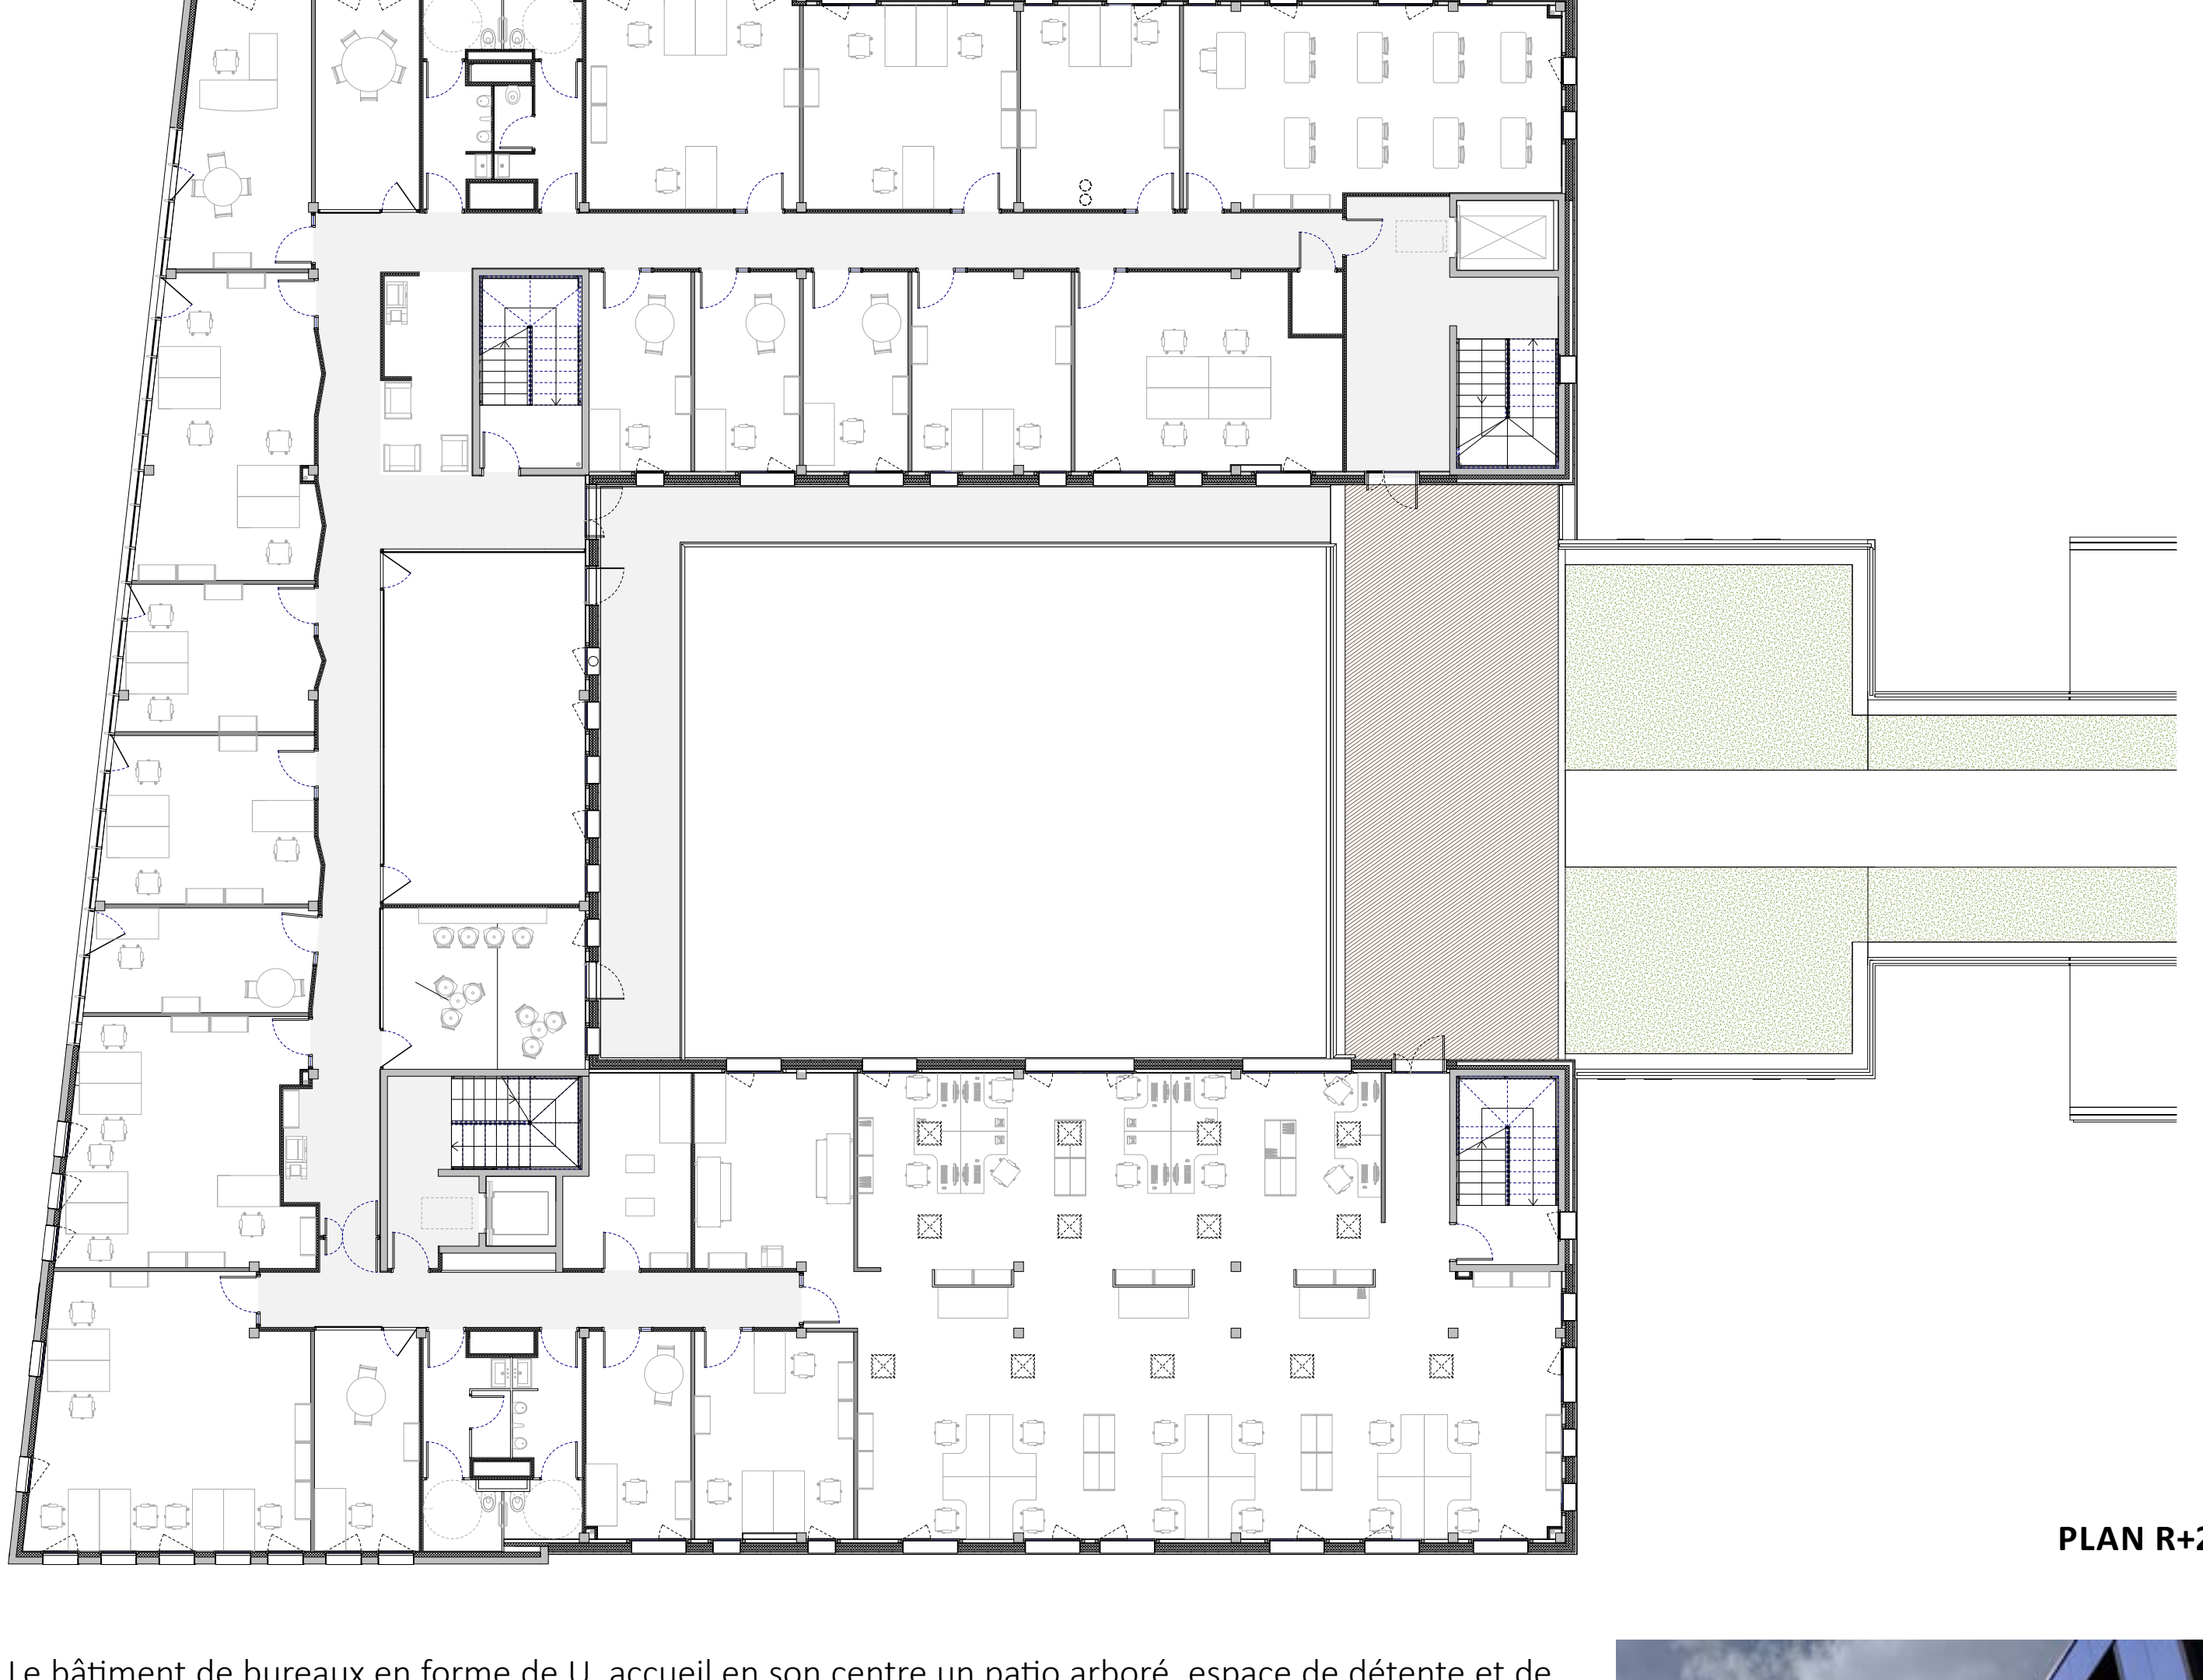 PLAN R+2
Le bâtiment de bureaux en forme de U, accueil en son centre un patio arboré, espace de détente et de